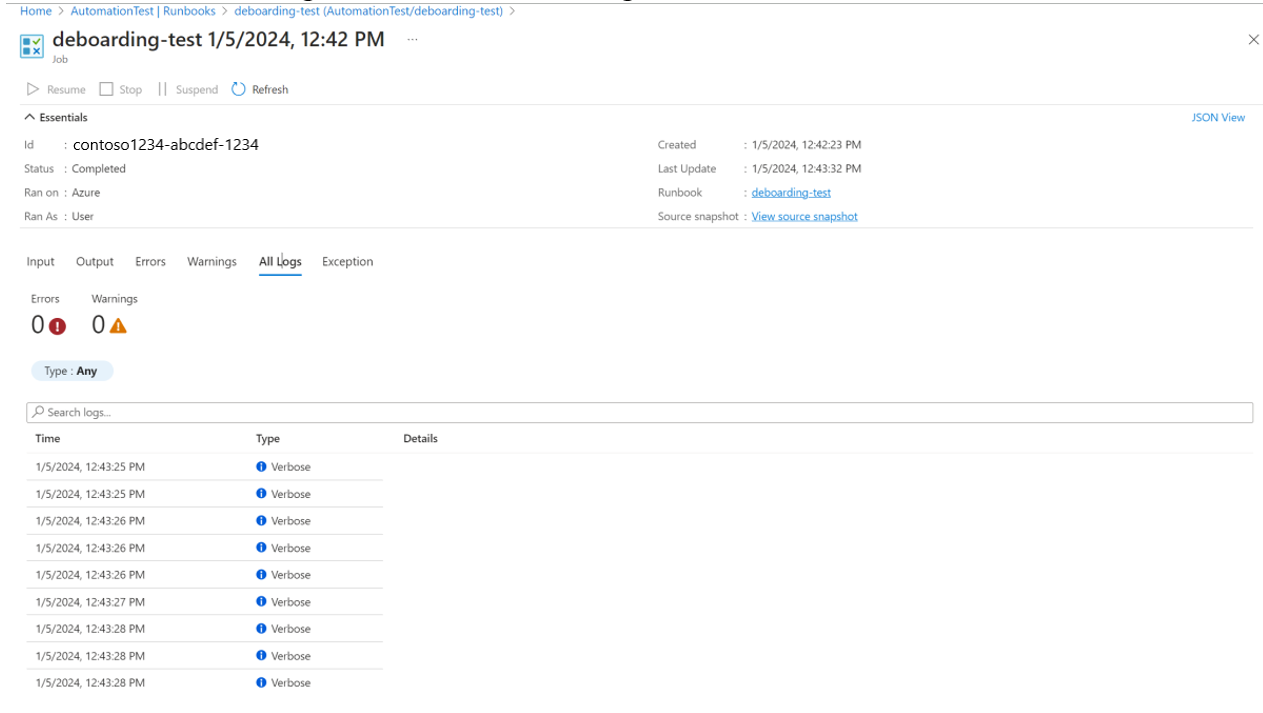 Home > AutomationTest | Runbooks > deboarding-test (AutomationTest/deboarding-test) >
deboarding-test 1/5/2024, 12:42 PM ...
Job
Resume Stop Suspend Refresh
Essentials JSON View
Id : contoso1234-abcdef-1234 Created : 1/5/2024, 12:42:23 PM
Status : Completed Last Update : 1/5/2024, 12:43:32 PM
Ran on : Azure Runbook : deboarding-test
Ran As : User Source snapshot : View source snapshot
Input Output Errors Warnings All Logs Exception
Errors Warnings
0 0
Type : Any
Search logs...
Time Type Details
1/5/2024, 12:43:25 PM Verbose
1/5/2024, 12:43:25 PM Verbose
1/5/2024, 12:43:26 PM Verbose
1/5/2024, 12:43:26 PM Verbose
1/5/2024, 12:43:26 PM Verbose
1/5/2024, 12:43:27 PM Verbose
1/5/2024, 12:43:28 PM Verbose
1/5/2024, 12:43:28 PM Verbose
1/5/2024, 12:43:28 PM Verbose